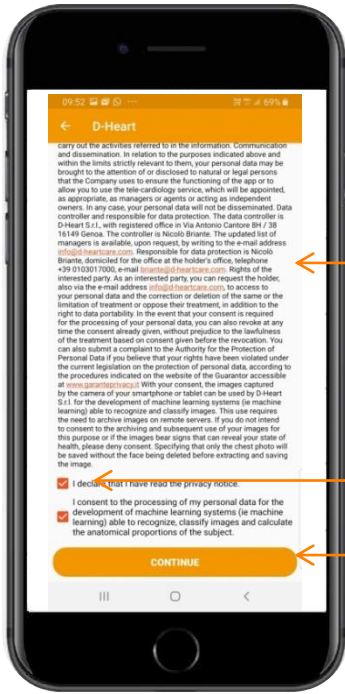 09:52
69%
D-Heart
carry out the activities referred to in the information. Communication
and dissemination. In relation to the purposes indicated above and
within the limits strictly relevant to them, your personal data may be
brought to the attention of or disclosed to natural or legal persons
that the Company uses to ensure the functioning of the app or to
allow you to use the tele-cardiology service, which will be appointed,
as appropriate, as managers or agents or acting as independent
owners. In any case, your personal data will not be disseminated. Data
controller and responsible for data protection. The data controller is
D-Heart S.r.l., with registered office in Via Antonio Cantore 8H / 38
16149 Genoa. The controller is Nicolò Briante. The updated list of
managers is available, upon request, by writing to the e-mail address
info@d-heartcare.com. Responsible for data protection is Nicolò
Briante, domiciled for the office at the holder's office, telephone
+39 0103017000, e-mail briante@d-heartcare.com. Rights of the
interested party. As an interested party, you can request the holder,
also via the e-mail address info@d-heartcare.com, to access to
your personal data and the correction or deletion of the same or the
limitation of treatment or oppose their treatment, in addition to the
right to data portability. In the event that your consent is required
for the processing of your personal data, you can also revoke at any
time the consent already given, without prejudice to the lawfulness
of the treatment based on consent given before the revocation. You
can also submit a complaint to the Authority for the Protection of
Personal Data if you believe that your rights have been violated under
the current legislation on the protection of personal data, according to
the procedures indicated on the website of the Guarantor accessible
at www.garanteprivacy.it With your consent, the images captured
by the camera of your smartphone or tablet can be used by D-Heart
S.r.l. for the development of machine learning systems (ie machine
learning) able to recognize and classify images. This use requires
the need to archive images on remote servers. If you do not intend
to consent to the archiving and subsequent use of your images for
this purpose or if the images bear signs that can reveal your state of
health, please deny consent. Specifying that only the chest photo will
be saved without the face being deleted before extracting and saving
the image.
I declare that I have read the privacy notice.
I consent to the processing of my personal data for the
development of machine learning systems (ie machine
learning) able to recognize, classify images and calculate
the anatomical proportions of the subject.
CONTINUE